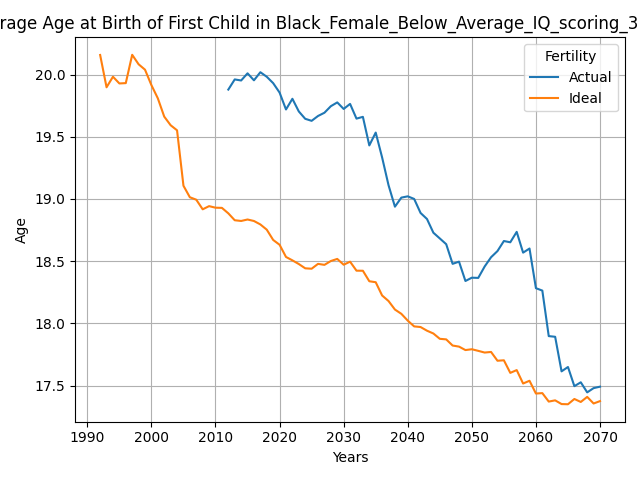 rage Age at Birth of First Child in Black_Female_Below_Average_IQ_scoring_3
Fertility
Actual
Ideal
20.0
19.5
19.0
18.5
18.0
17.5
Age
1990 2000 2010 2020 2030 2040 2050 2060 2070
Years